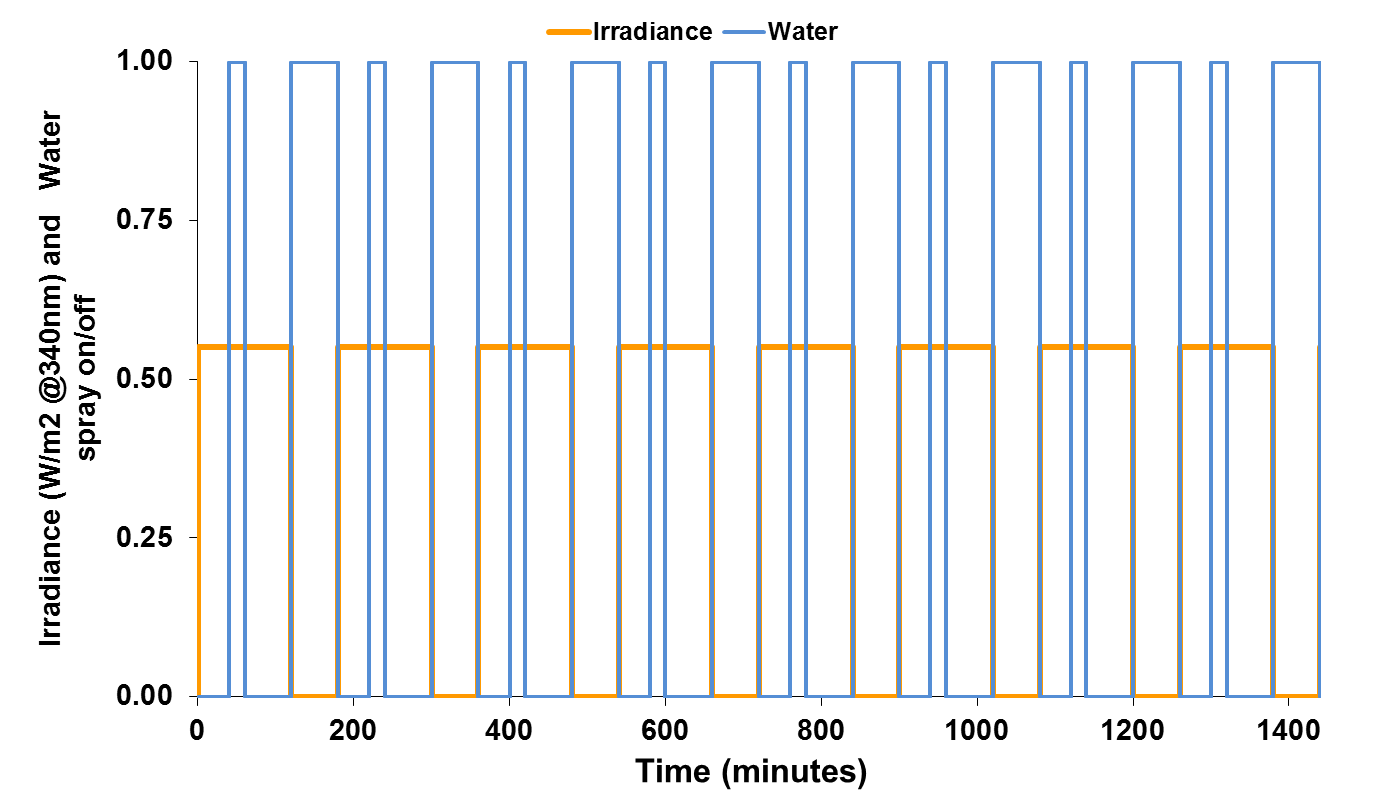 Irradiance Water
1.00
0.75
0.50
0.25
0.00
Irradiance (W/m2 @340nm) and Water
spray on/off
0 200 400 600 800 1000 1200 1400
Time (minutes)